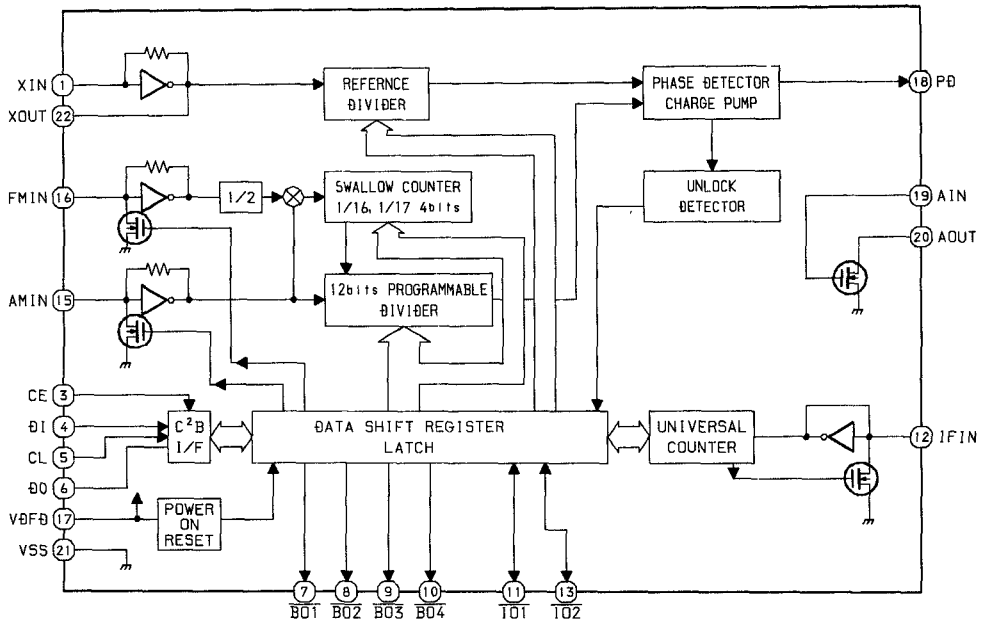 XIN 1
XOUT 22
REFERNCE
DIVIDER
PHASE DETECTOR
CHARGE PUMP
18 PD
FMIN 16
1/2
SWALLOW COUNTER
1/16, 1/17 4bits
UNLOCK
DETECTOR
19 AIN
20 AOUT
AMIN 15
12bits PROGRAMMABLE
DIVIDER
CE 3
DI 4
CL 5
DO 6
C²B
I/F
DATA SHIFT REGISTER
LATCH
UNIVERSAL
COUNTER
12 IFIN
VDFD 17
POWER
ON
RESET
VSS 21
7 8 9 10 11 13
BO1 BO2 BO3 BO4 IO1 IO2